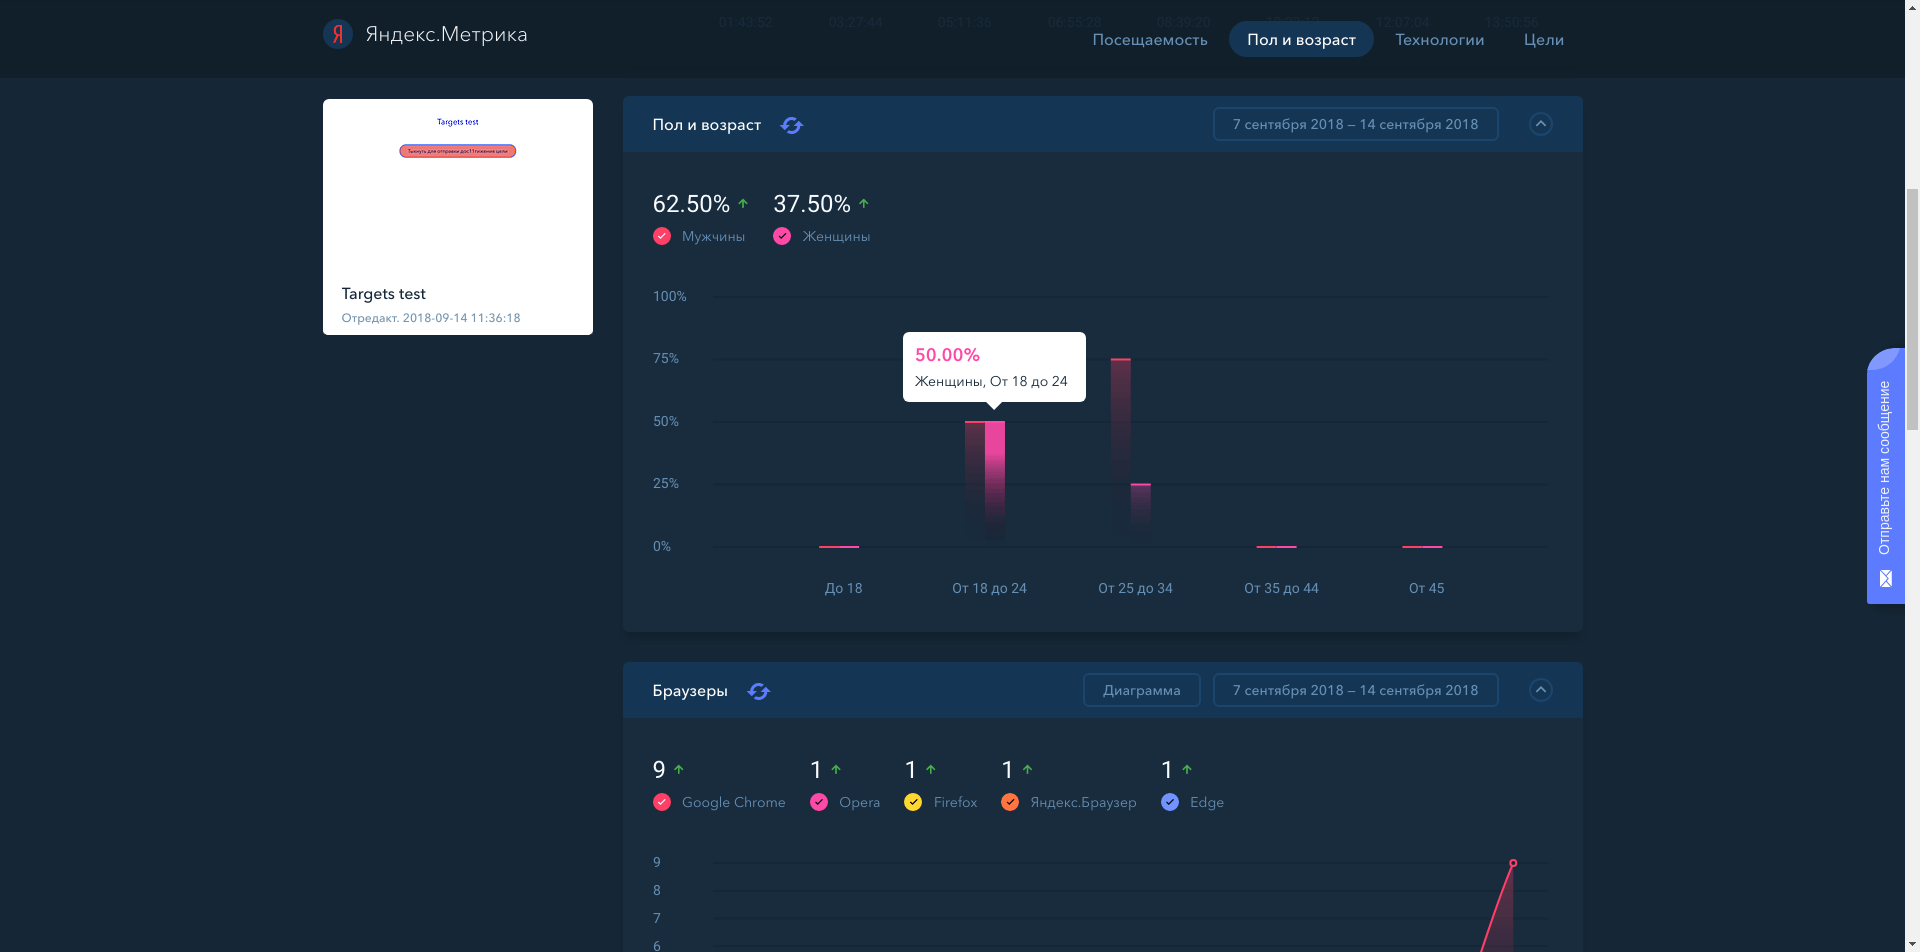 01:43:52 03:27:44 05:11:36 06:55:28 08:39:20 12:07:04 13:50:56
Я Яндекс.Метрика
Посещаемость Пол и возраст Технологии Цели
Targets test
Targets test
Отредакт. 2018-09-14 11:36:18
Пол и возраст
7 сентября 2018 – 14 сентября 2018
62.50% 37.50%
Мужчины Женщины
100%
75%
50%
25%
0%
50.00%
Женщины, От 18 до 24
До 18 От 18 до 24 От 25 до 34 От 35 до 44 От 45
Браузеры
Диаграмма
7 сентября 2018 – 14 сентября 2018
9 1 1 1 1
Google Chrome Opera Firefox Яндекс.Браузер Edge
9
8
7
6
Отправьте нам сообщение